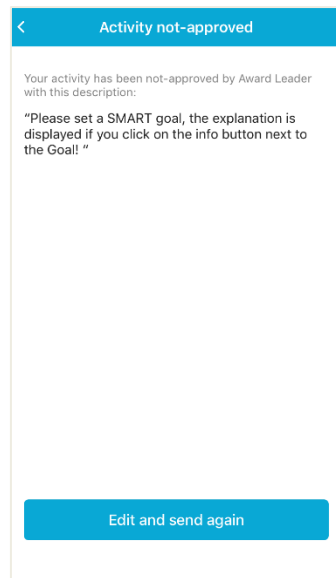 Activity not-approved
Your activity has been not-approved by Award Leader
with this description:
“Please set a SMART goal, the explanation is
displayed if you click on the info button next to
the Goal! “
Edit and send again